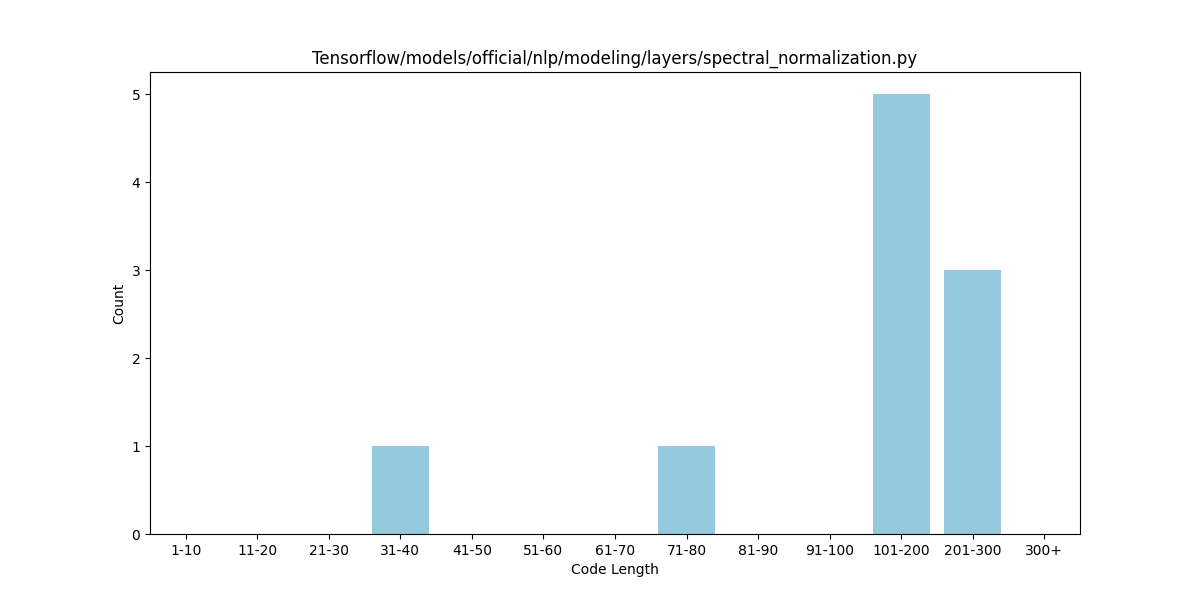 Tensorflow/models/official/nlp/modeling/layers/spectral_normalization.py
5
4
3
2
1
0
Count
1-10 11-20 21-30 31-40 41-50 51-60 61-70 71-80 81-90 91-100 101-200 201-300 300+
Code Length